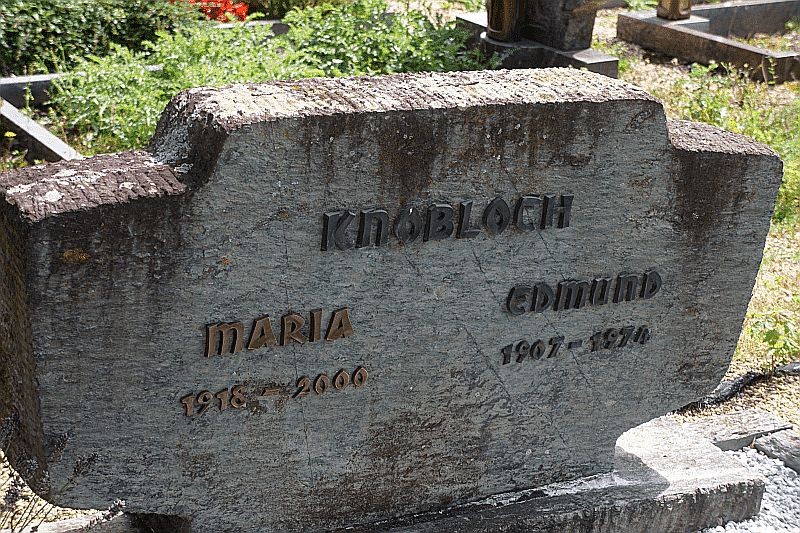 KNOBLOCH
MARIA
1918 – 2000
EDMUND
1907 – 1974